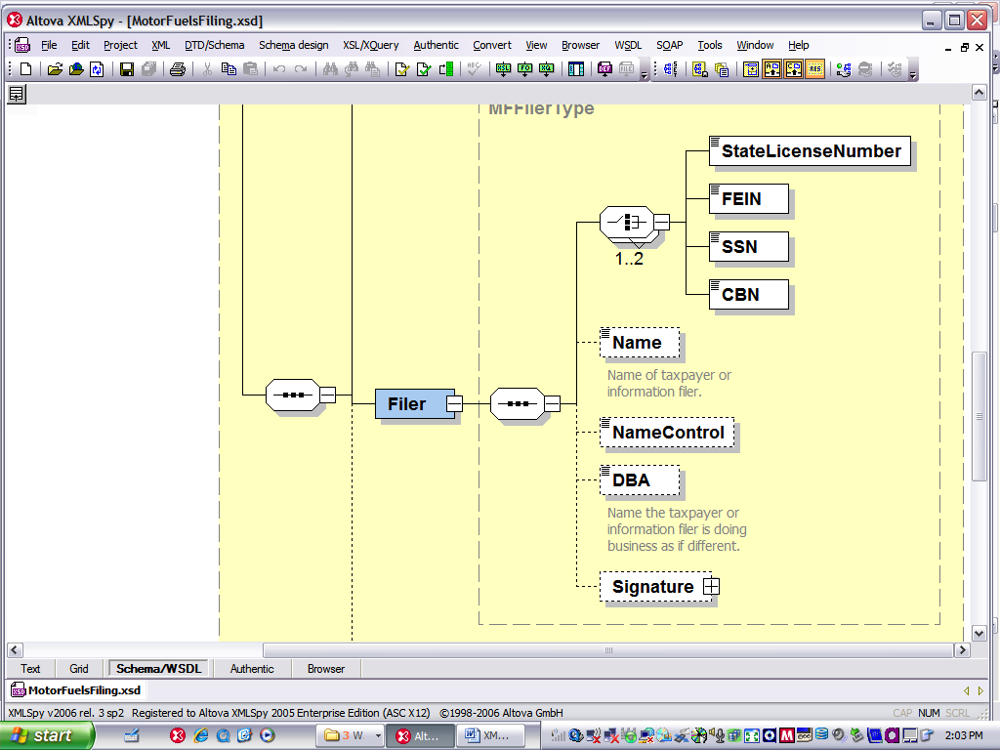 Altova XMLSpy - [MotorFuelsFiling.xsd]
File Edit Project XML DTD/Schema Schema design XSL/XQuery Authentic Convert View Browser WSDL SOAP Tools Window Help
MFFilerType
StateLicenseNumber
FEIN
SSN
1..2
CBN
Name
Name of taxpayer or
information filer.
Filer
NameControl
DBA
Name the taxpayer or
information filer is doing
business as if different.
Signature
Text Grid Schema/WSDL Authentic Browser
MotorFuelsFiling.xsd
XMLSpy v2006 rel. 3 sp2 Registered to Altova XMLSpy 2005 Enterprise Edition (ASC X12) ©1998-2006 Altova GmbH CAP NUM SCRL
start 3 W Alt... XM... 2:03 PM